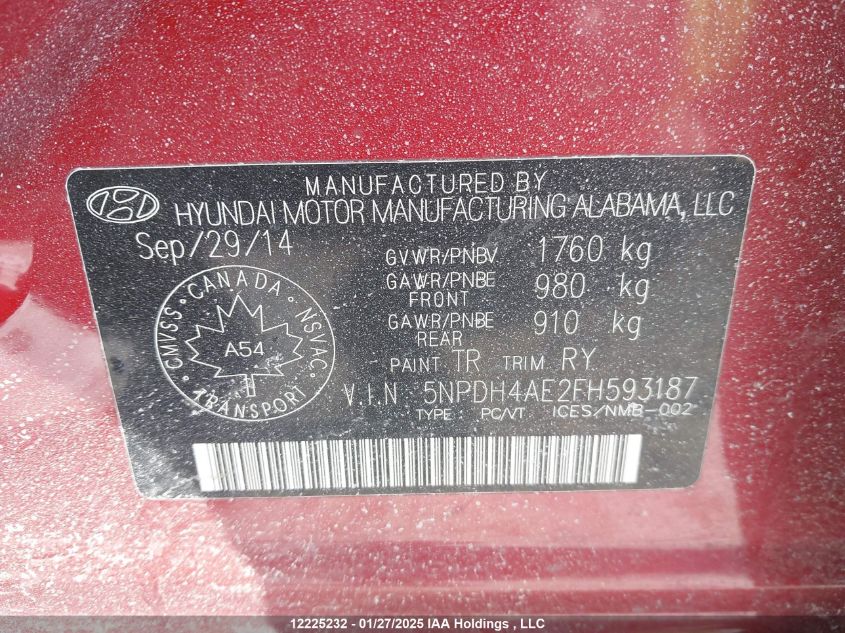 MANUFACTURED BY
HYUNDAI MOTOR MANUFACTURING ALABAMA, LLC
Sep/29/14
GVWR/PNBV 1760 kg
GAWR/PNBE FRONT 980 kg
GAWR/PNBE REAR 910 kg
PAINT TR TRIM RY
V.I.N 5NPDH4AE2FH593187
TYPE: PC/VT ICES/NMB-002
CANADA
CMVSS NSVAC
A54
TRANSPORT
12225232 - 01/27/2025 IAA Holdings , LLC